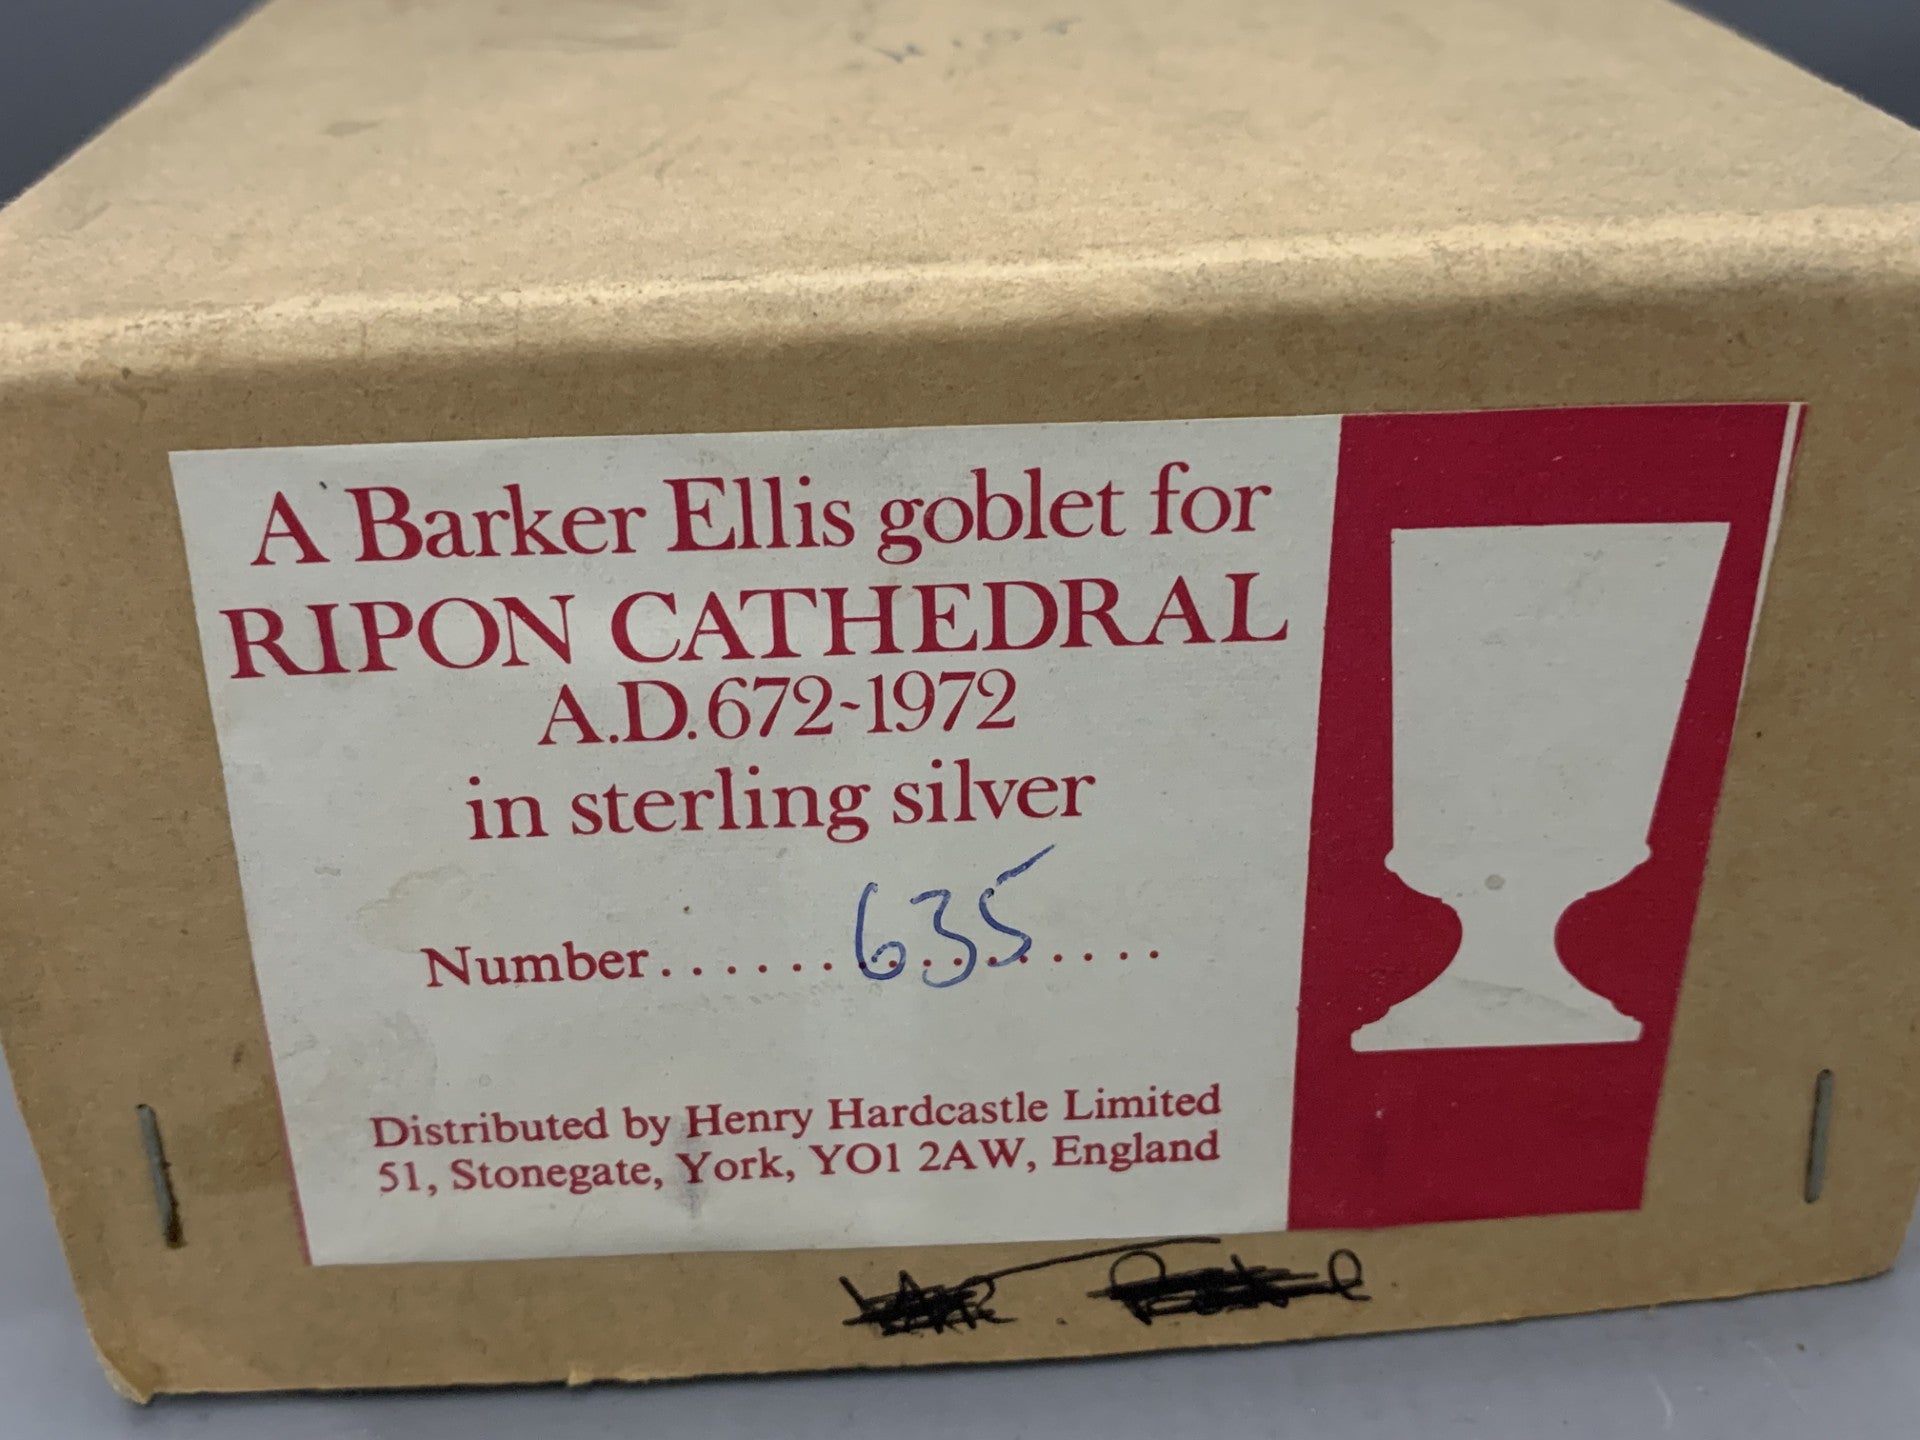 A Barker Ellis goblet for
RIPON CATHEDRAL
A.D. 672-1972
in sterling silver
Number......635....
Distributed by Henry Hardcastle Limited
51, Stonegate, York, YO1 2AW, England